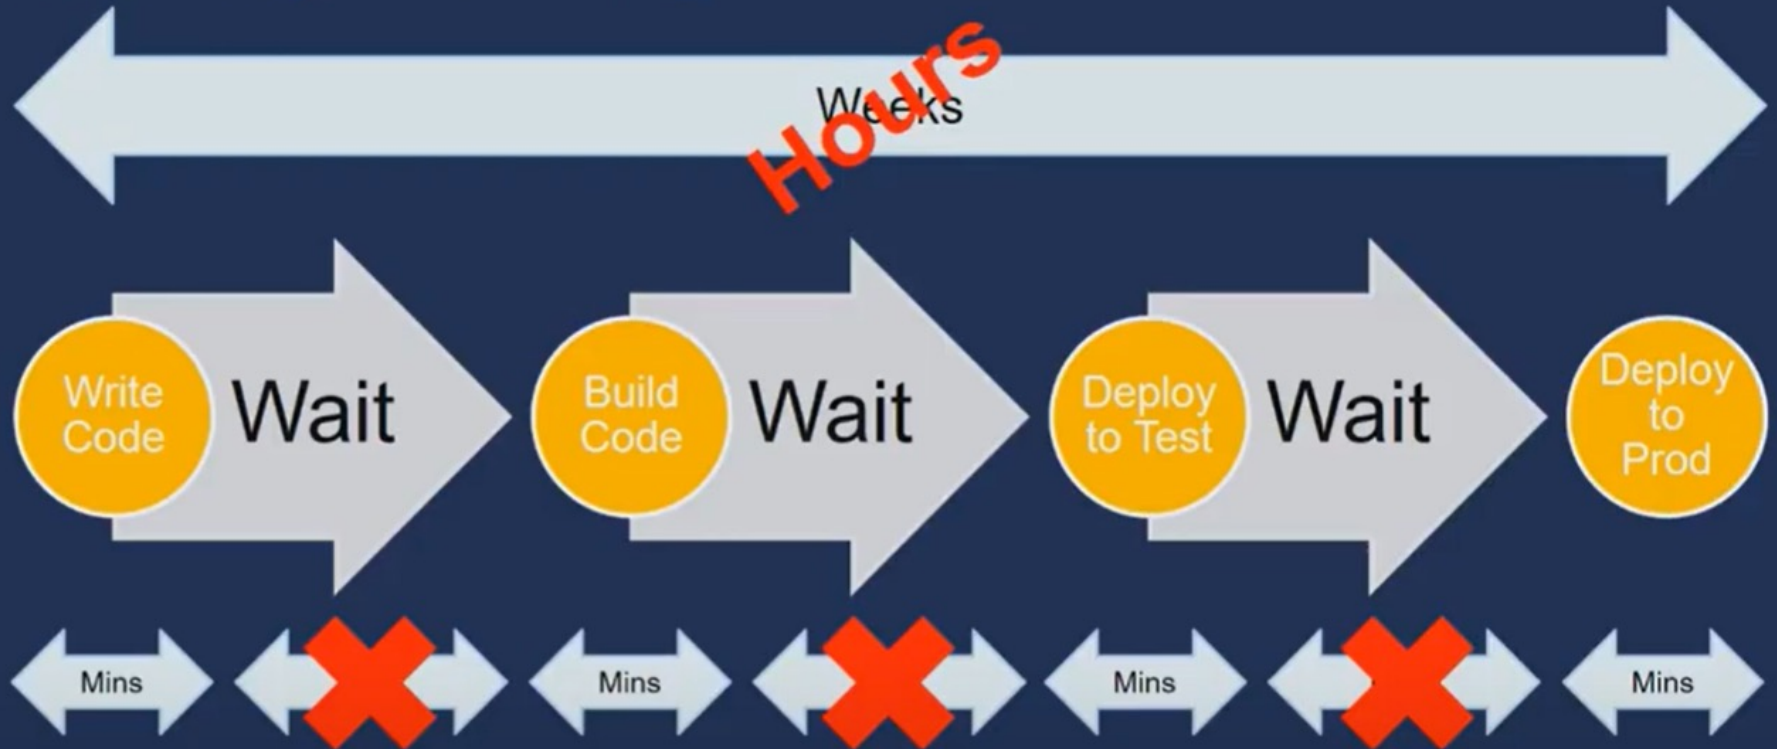 Weeks
Hours
Write
Code
Wait
Build
Code
Wait
Deploy
to Test
Wait
Deploy
to
Prod
Mins
Mins
Mins
Mins